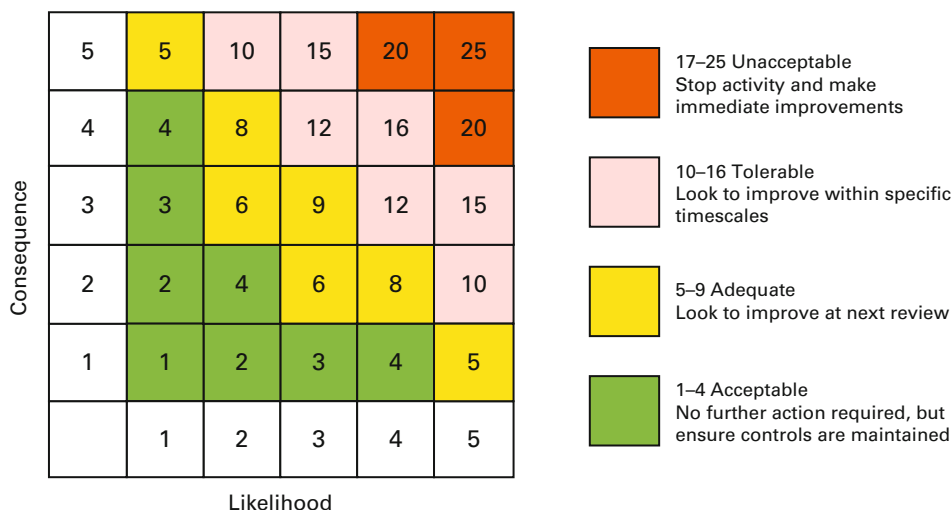 5 5 10 15 20 25
4 4 8 12 16 20
3 3 6 9 12 15
2 2 4 6 8 10
1 1 2 3 4 5
1 2 3 4 5
Consequence
Likelihood
17–25 Unacceptable
Stop activity and make
immediate improvements
10–16 Tolerable
Look to improve within specific
timescales
5–9 Adequate
Look to improve at next review
1–4 Acceptable
No further action required, but
ensure controls are maintained